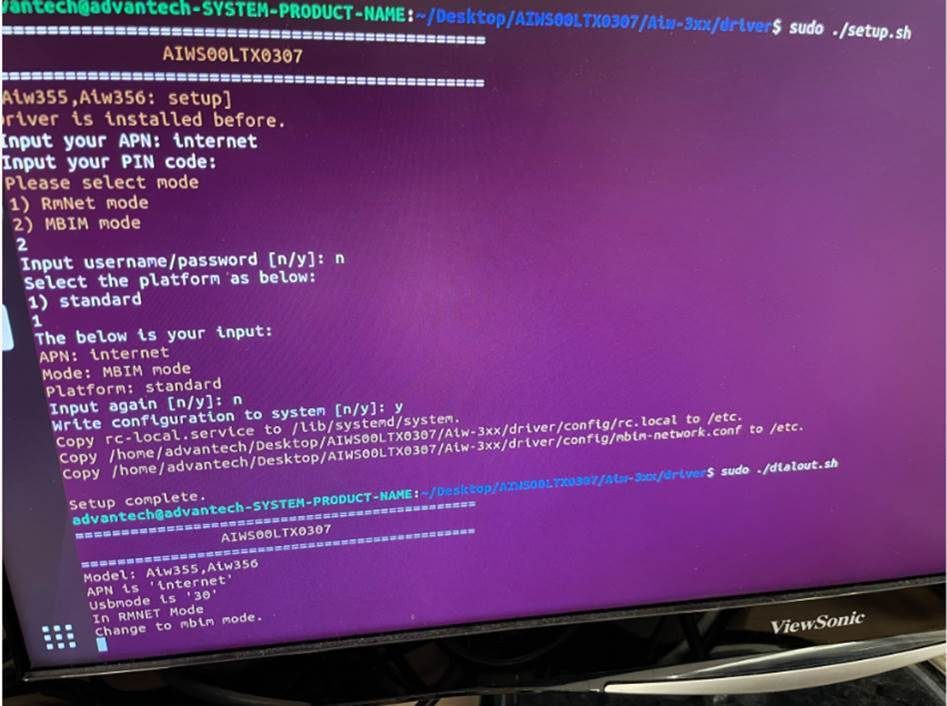 vantech@advantech-SYSTEM-PRODUCT-NAME:~/Desktop/AIWS00LTX0307/Aiw-3xx/driver$ sudo ./setup.sh
==================================================
AIWS00LTX0307
==================================================
Aiw355,Aiw356: setup]
river is installed before.
Input your APN: internet
Input your PIN code:
Please select mode
1) RmNet mode
2) MBIM mode
2
Input username/password [n/y]: n
Select the platform as below:
1) standard
1
The below is your input:
APN: internet
Mode: MBIM mode
Platform: standard
Input again [n/y]: n
Write configuration to system [n/y]: y
Copy rc-local.service to /lib/systemd/system.
Copy /home/advantech/Desktop/AIWS00LTX0307/Aiw-3xx/driver/config/rc.local to /etc.
Copy /home/advantech/Desktop/AIWS00LTX0307/Aiw-3xx/driver/config/mbim-network.conf to /etc.
Setup complete.
advantech@advantech-SYSTEM-PRODUCT-NAME:~/Desktop/AIWS00LTX0307/Aiw-3xx/driver$ sudo ./dialout.sh
==================================================
AIWS00LTX0307
==================================================
Model: Aiw355,Aiw356
APN is 'internet'
Usbmode is '30'
In RMNET Mode
Change to mbim mode.
ViewSonic